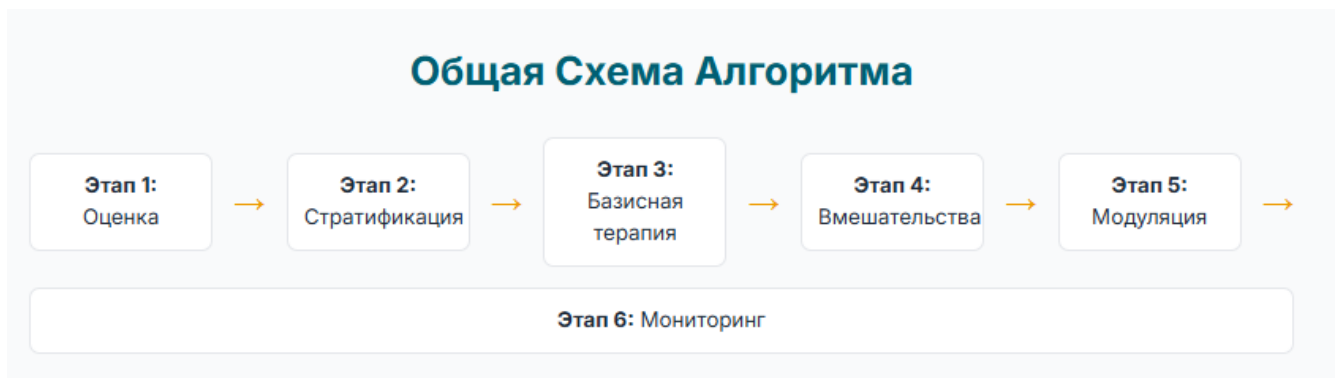 Общая Схема Алгоритма
Этап 1:
Оценка
→
Этап 2:
Стратификация
→
Этап 3:
Базисная
терапия
→
Этап 4:
Вмешательства
→
Этап 5:
Модуляция
→
Этап 6: Мониторинг